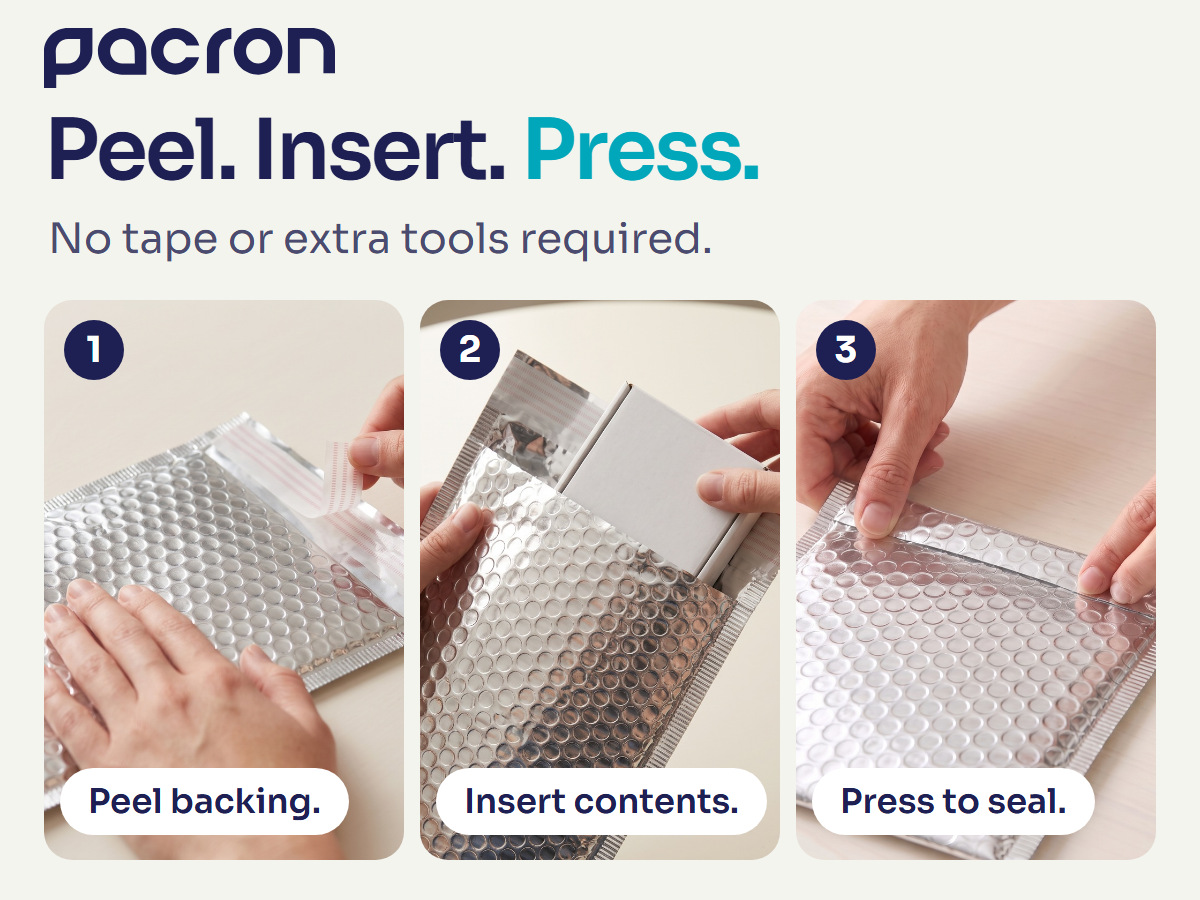 pacron
Peel. Insert. Press.
No tape or extra tools required.
1
2
3
Peel backing.
Insert contents.
Press to seal.